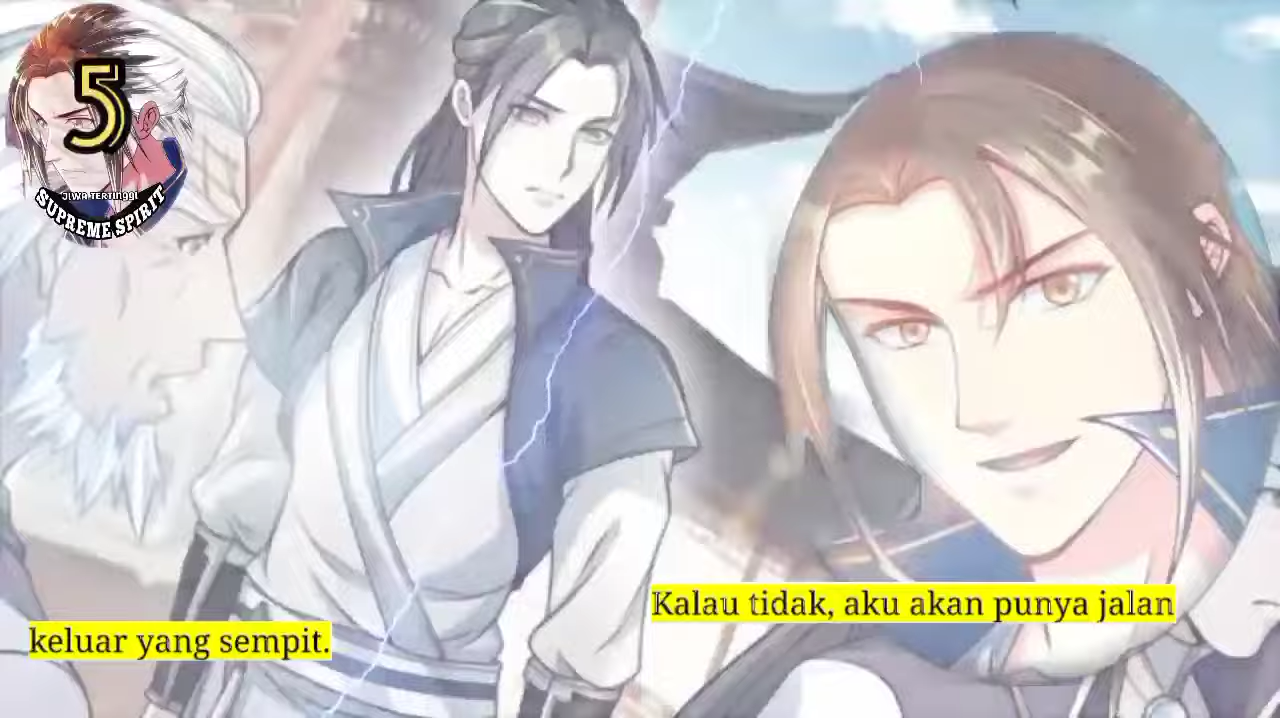 5
JIWA TERTINGGI
SUPREME SPIRIT
Kalau tidak, aku akan punya jalan
keluar yang sempit.